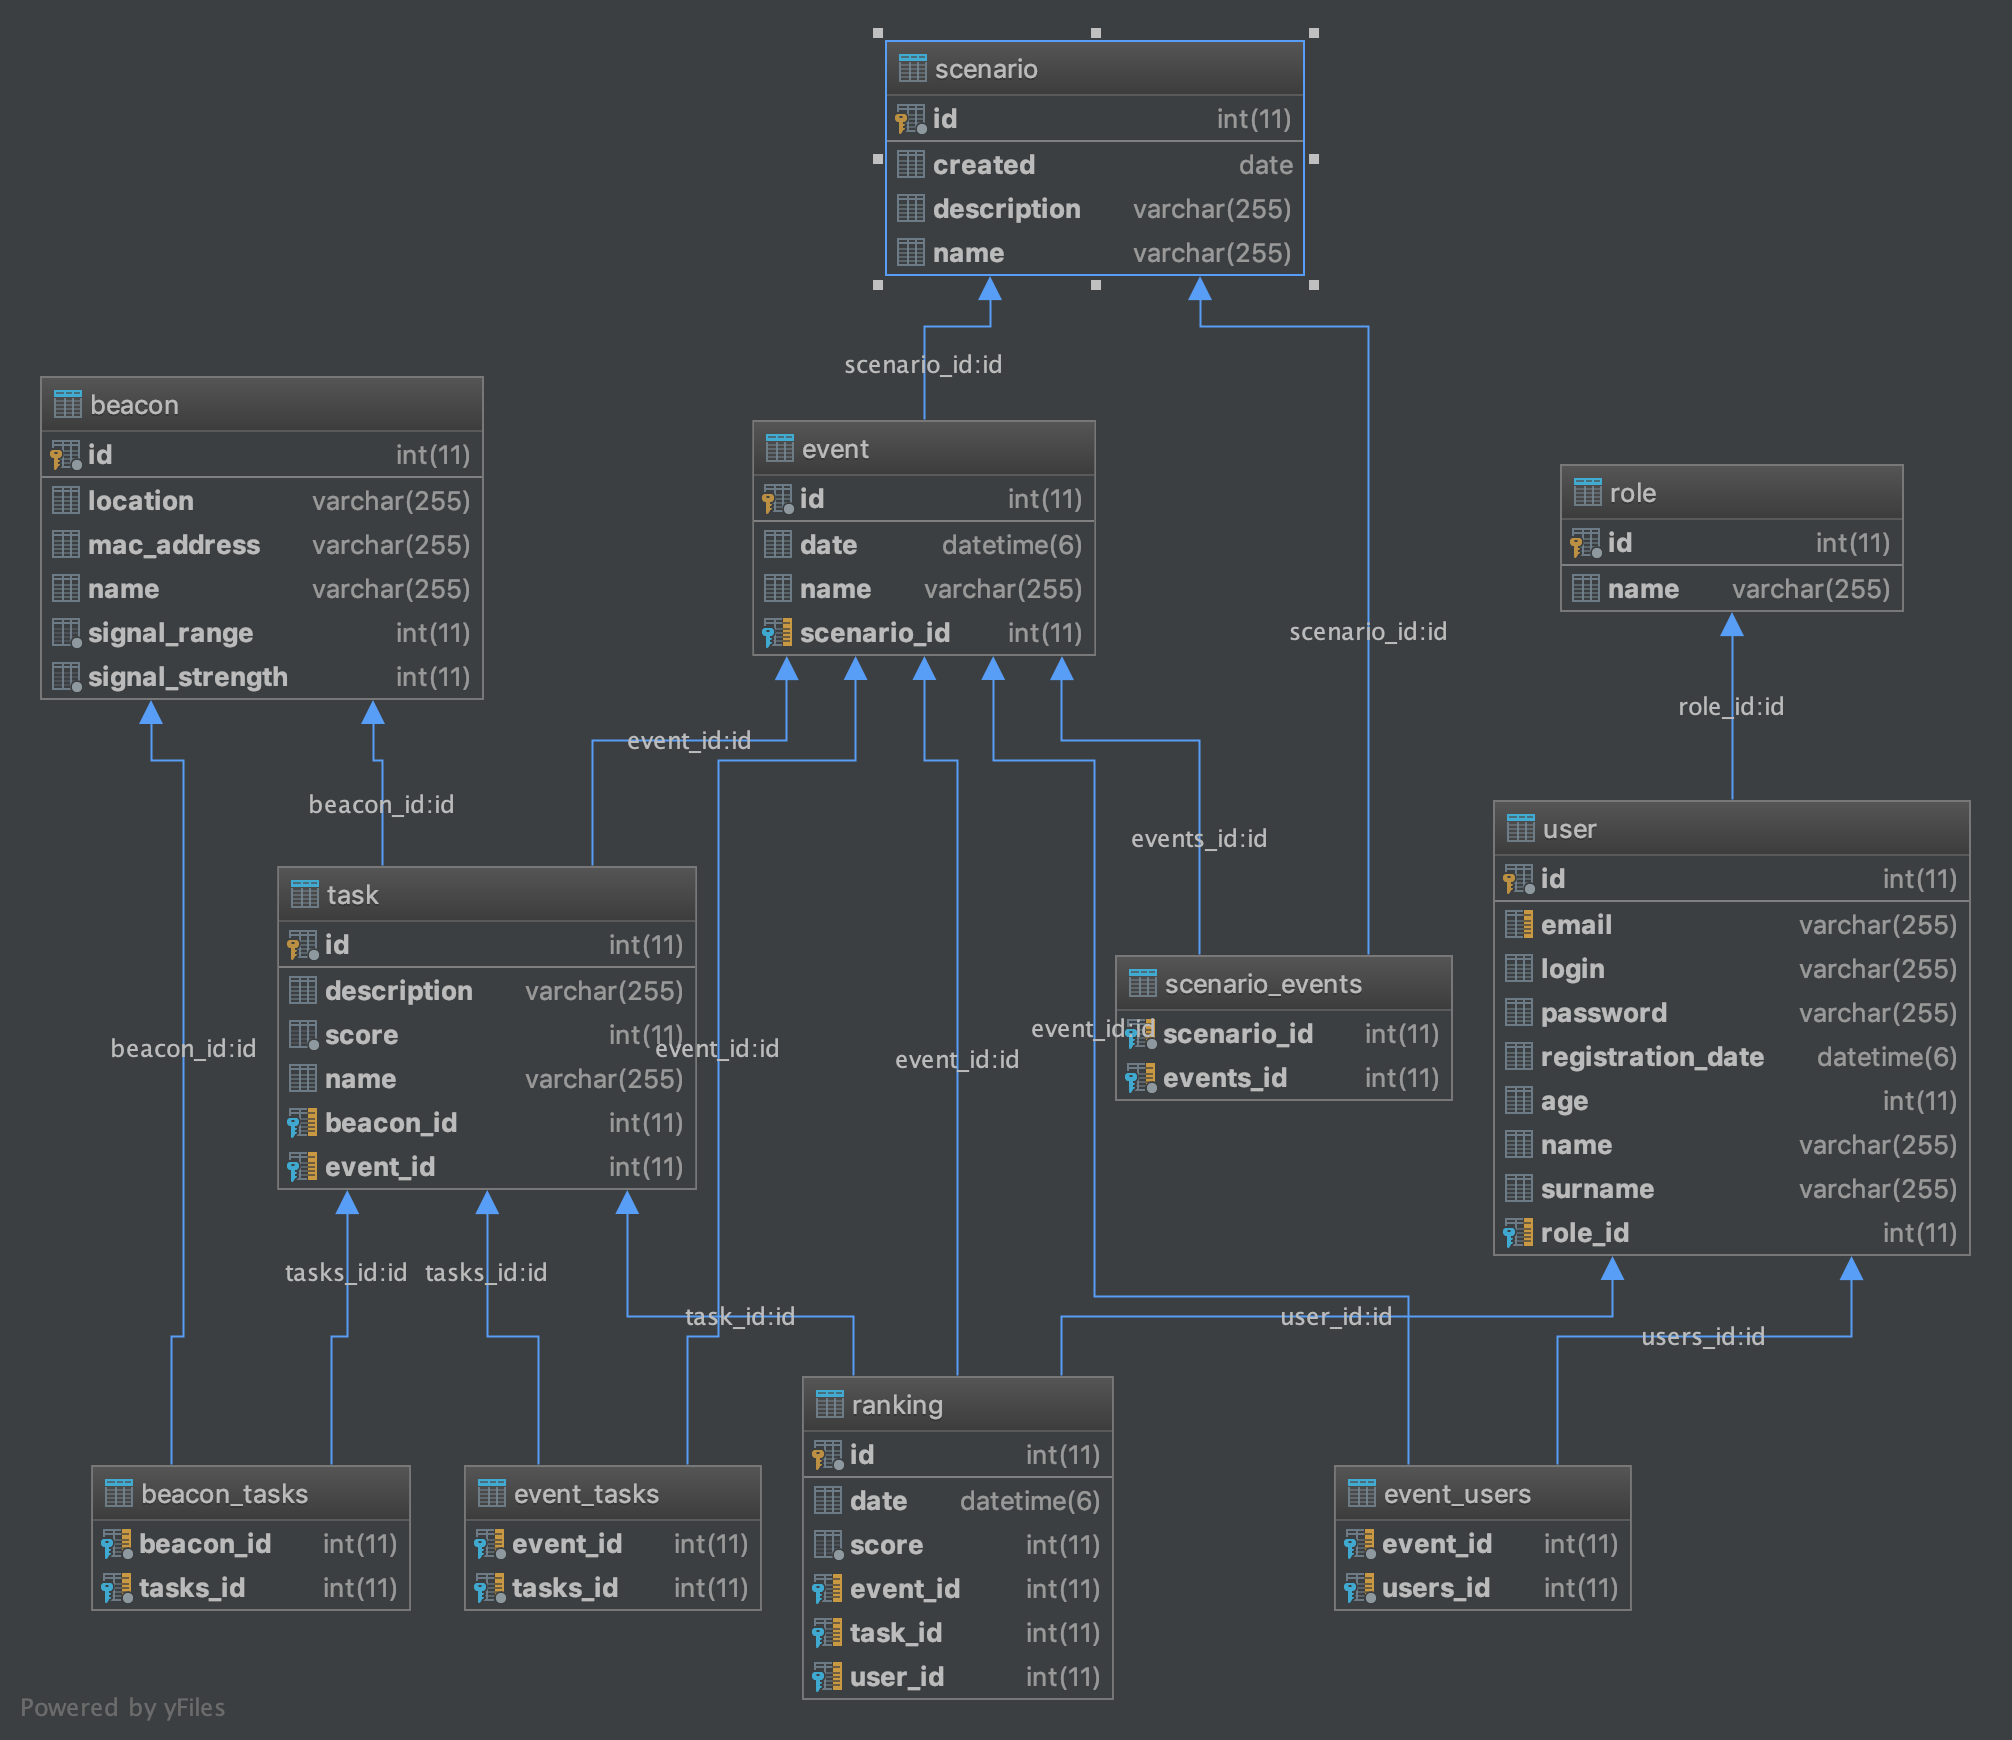 scenario
id int(11)
created date
description varchar(255)
name varchar(255)
scenario_id:id
beacon
id int(11)
location varchar(255)
mac_address varchar(255)
name varchar(255)
signal_range int(11)
signal_strength int(11)
event
id int(11)
date datetime(6)
name varchar(255)
scenario_id int(11)
scenario_id:id
role
id int(11)
name varchar(255)
role_id:id
event_id:id
beacon_id:id
events_id:id
user
id int(11)
email varchar(255)
login varchar(255)
password varchar(255)
registration_date datetime(6)
age int(11)
name varchar(255)
surname varchar(255)
role_id int(11)
task
id int(11)
description varchar(255)
score int(11)
name varchar(255)
beacon_id int(11)
event_id int(11)
scenario_events
scenario_id int(11)
events_id int(11)
beacon_id:id
event_id:id
event_id:id
event_id:id
tasks_id:id
tasks_id:id
task_id:id
user_id:id
users_id:id
beacon_tasks
beacon_id int(11)
tasks_id int(11)
event_tasks
event_id int(11)
tasks_id int(11)
ranking
id int(11)
date datetime(6)
score int(11)
event_id int(11)
task_id int(11)
user_id int(11)
event_users
event_id int(11)
users_id int(11)
Powered by yFiles